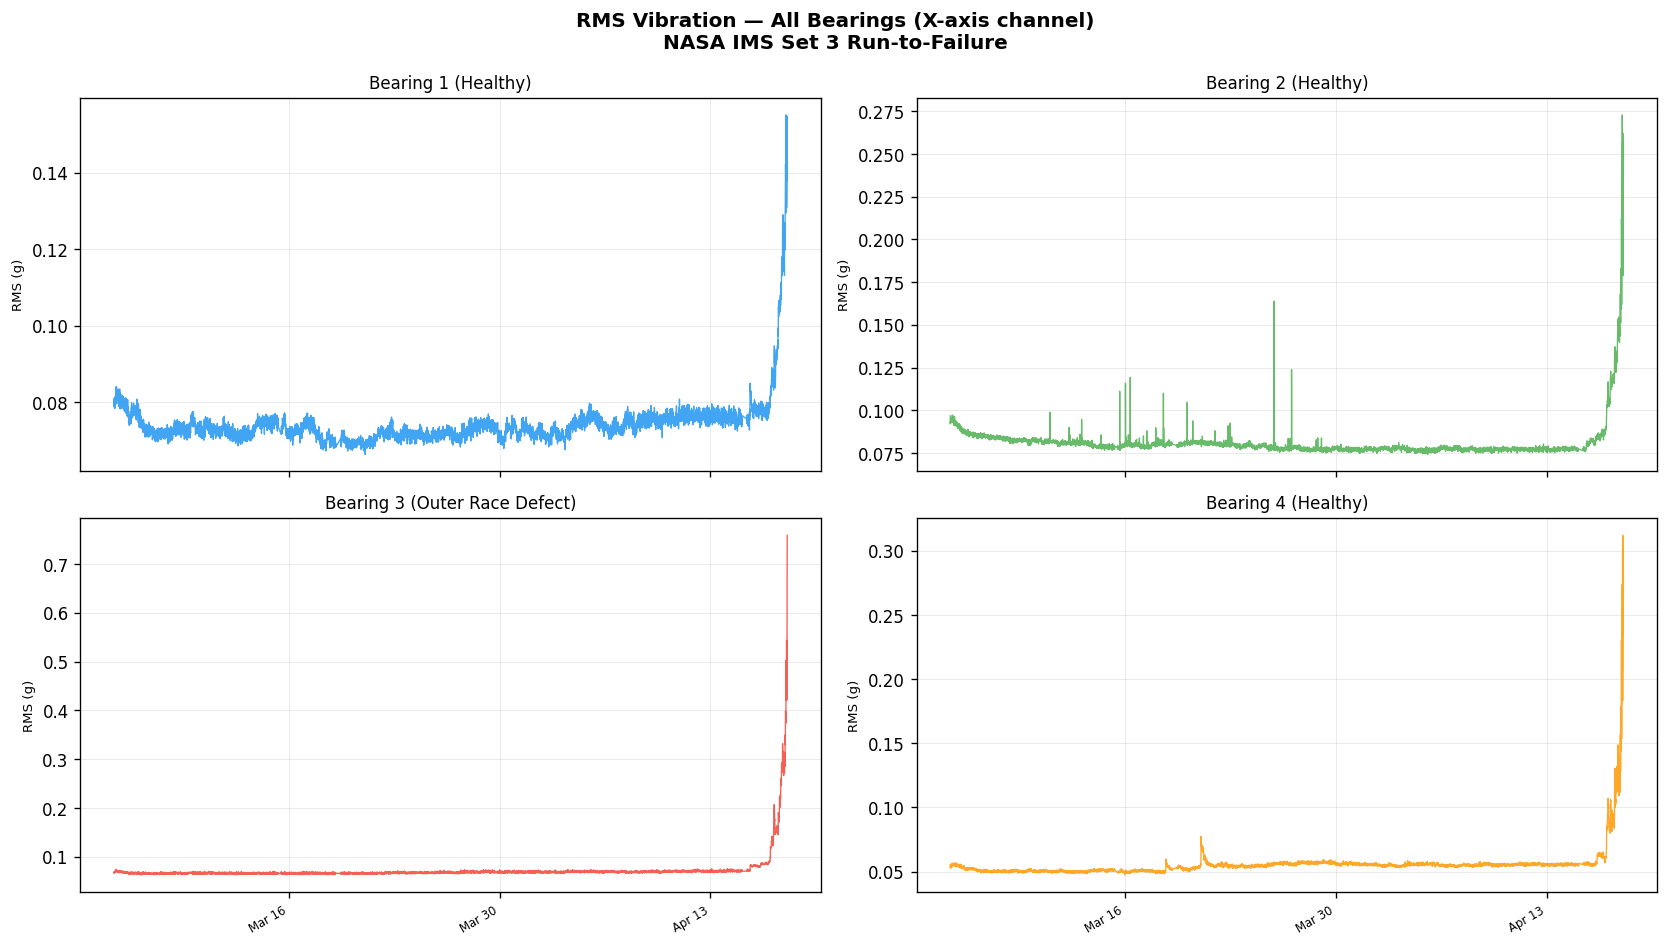 RMS Vibration — All Bearings (X-axis channel)
NASA IMS Set 3 Run-to-Failure
Bearing 1 (Healthy)
RMS (g)
0.14
0.12
0.10
0.08
Bearing 2 (Healthy)
RMS (g)
0.275
0.250
0.225
0.200
0.175
0.150
0.125
0.100
0.075
Bearing 3 (Outer Race Defect)
RMS (g)
0.7
0.6
0.5
0.4
0.3
0.2
0.1
Mar 16
Mar 30
Apr 13
Bearing 4 (Healthy)
RMS (g)
0.30
0.25
0.20
0.15
0.10
0.05
Mar 16
Mar 30
Apr 13